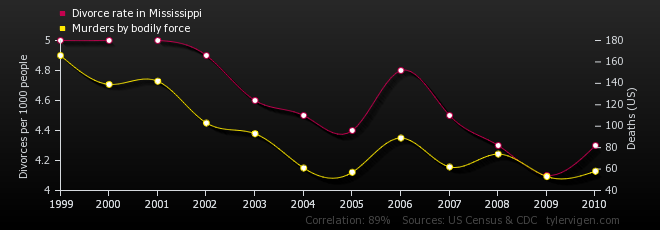 Divorce rate in Mississippi
Murders by bodily force
Divorces per 1000 people
5
4.8
4.6
4.4
4.2
4
180
160
140
120
100
80
60
40
Deaths (US)
1999 2000 2001 2002 2003 2004 2005 2006 2007 2008 2009 2010
Correlation: 89% Sources: US Census & CDC tylervigen.com